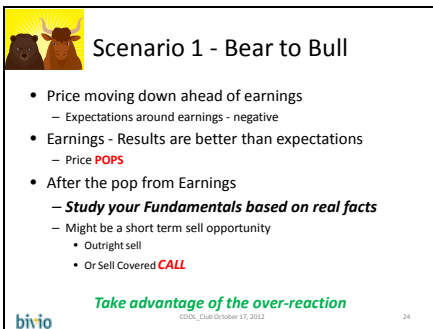 Scenario 1 - Bear to Bull
• Price moving down ahead of earnings
– Expectations around earnings - negative
• Earnings - Results are better than expectations
– Price POPS
• After the pop from Earnings
– Study your Fundamentals based on real facts
– Might be a short term sell opportunity
• Outright sell
• Or Sell Covered CALL
Take advantage of the over-reaction
bivio
COOL_Club October 17, 2012
24